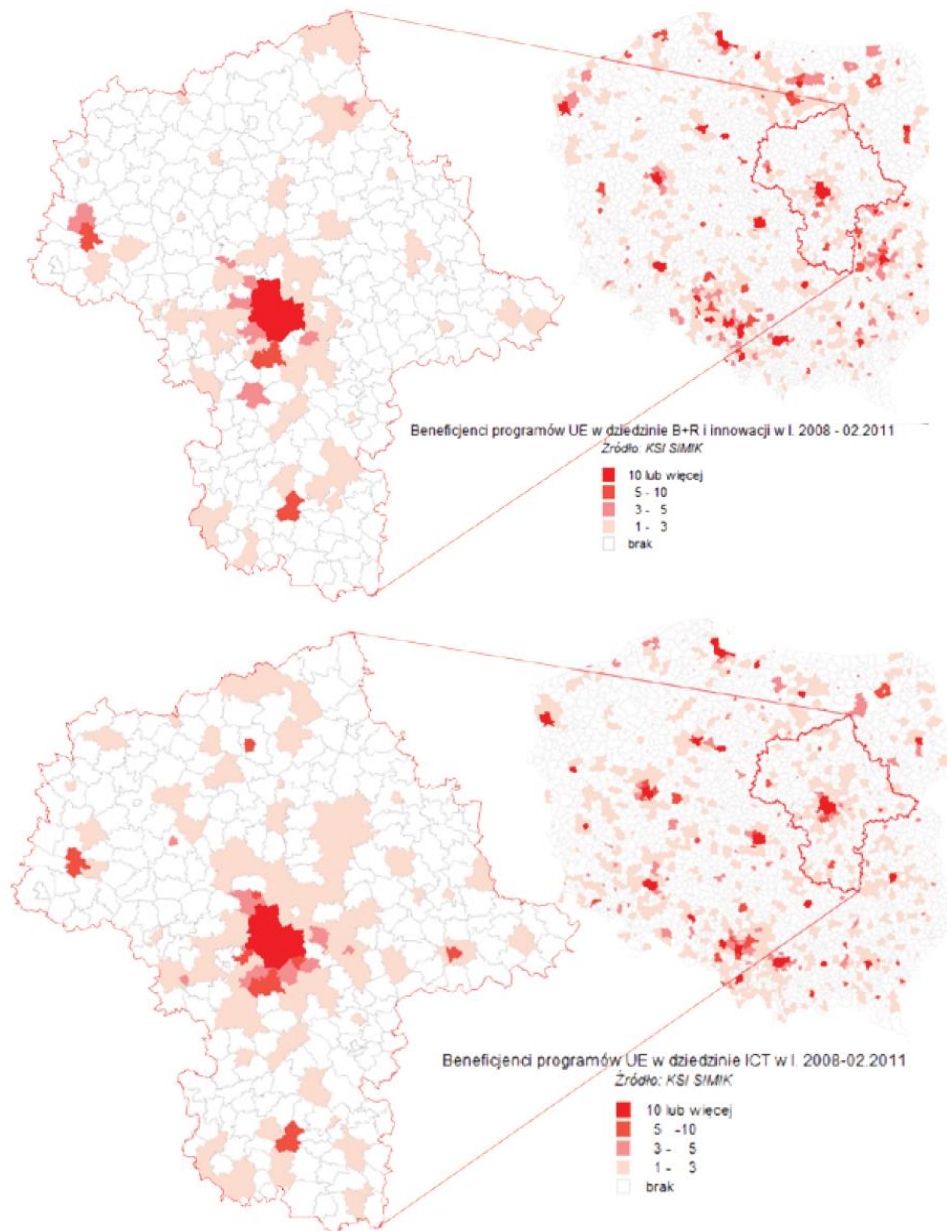 Beneficjenci programów UE w dziedzinie B+R i innowacji w l. 2008 - 02.2011
Źródło: KSI SIMIK
10 lub więcej
5 - 10
3 - 5
1 - 3
brak
Beneficjenci programów UE w dziedzinie ICT w l. 2008-02.2011
Źródło: KSI SIMIK
10 lub więcej
5 -10
3 - 5
1 - 3
brak